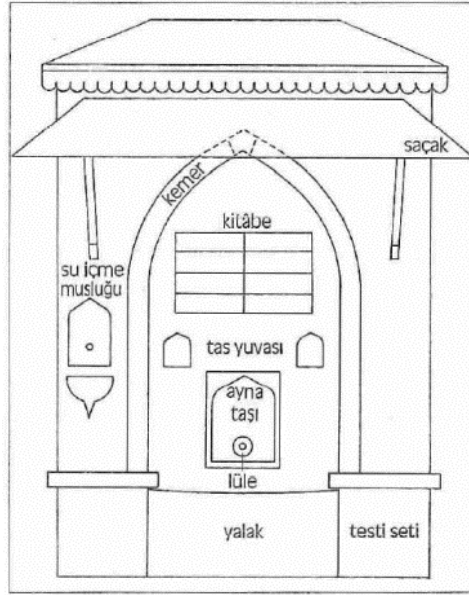 saçak
kemer
kitâbe
su içme
musluğu
tas yuvası
ayna
taşı
lüle
yalak
testi seti